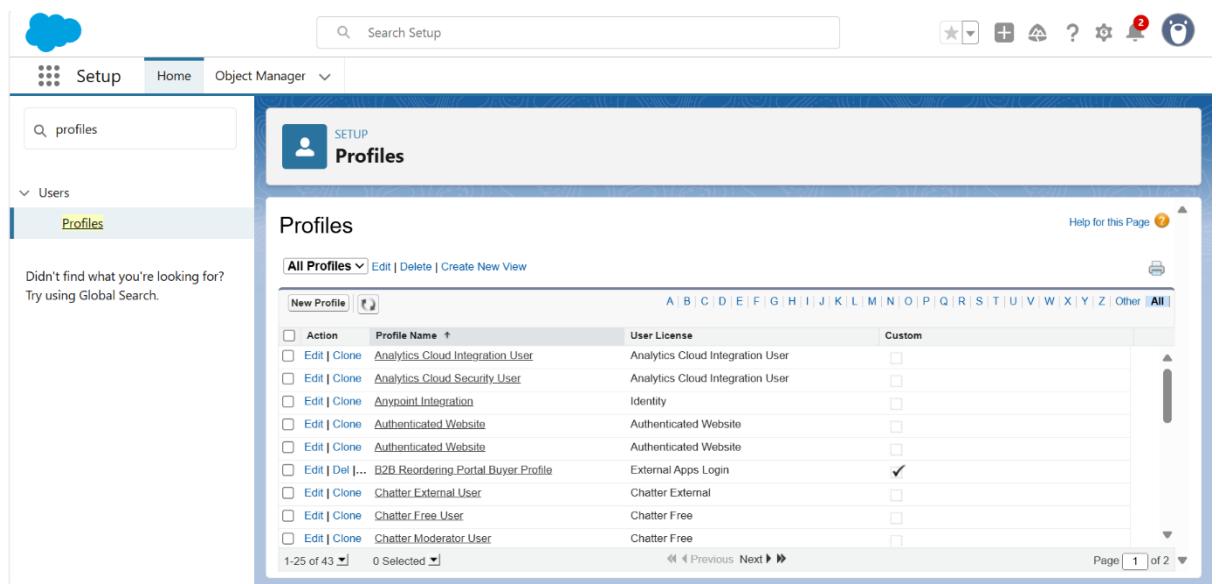 Search Setup
2
Setup Home Object Manager
profiles
Users
Profiles
Didn't find what you're looking for?
Try using Global Search.
SETUP
Profiles
Profiles
Help for this Page ?
All Profiles Edit | Delete | Create New View
New Profile A | B | C | D | E | F | G | H | I | J | K | L | M | N | O | P | Q | R | S | T | U | V | W | X | Y | Z | Other | All
Action Profile Name ↑ User License Custom
Edit | Clone Analytics Cloud Integration User Analytics Cloud Integration User
Edit | Clone Analytics Cloud Security User Analytics Cloud Integration User
Edit | Clone Anypoint Integration Identity
Edit | Clone Authenticated Website Authenticated Website
Edit | Clone Authenticated Website Authenticated Website
Edit | Del |... B2B Reordering Portal Buyer Profile External Apps Login
Edit | Clone Chatter External User Chatter External
Edit | Clone Chatter Free User Chatter Free
Edit | Clone Chatter Moderator User Chatter Free
1-25 of 43 0 Selected Previous Next Page 1 of 2